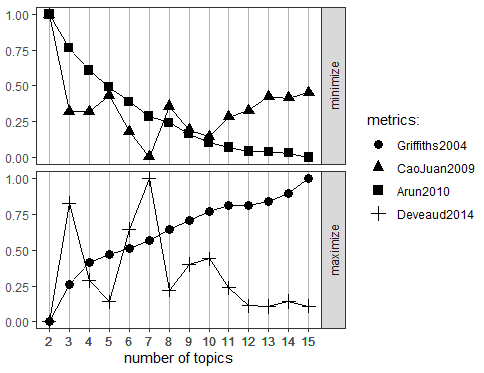 1.00
0.75
0.50
0.25
0.00
minimize
1.00
0.75
0.50
0.25
0.00
maximize
2 3 4 5 6 7 8 9 10 11 12 13 14 15
number of topics
metrics:
Griffiths2004
CaoJuan2009
Arun2010
Deveaud2014